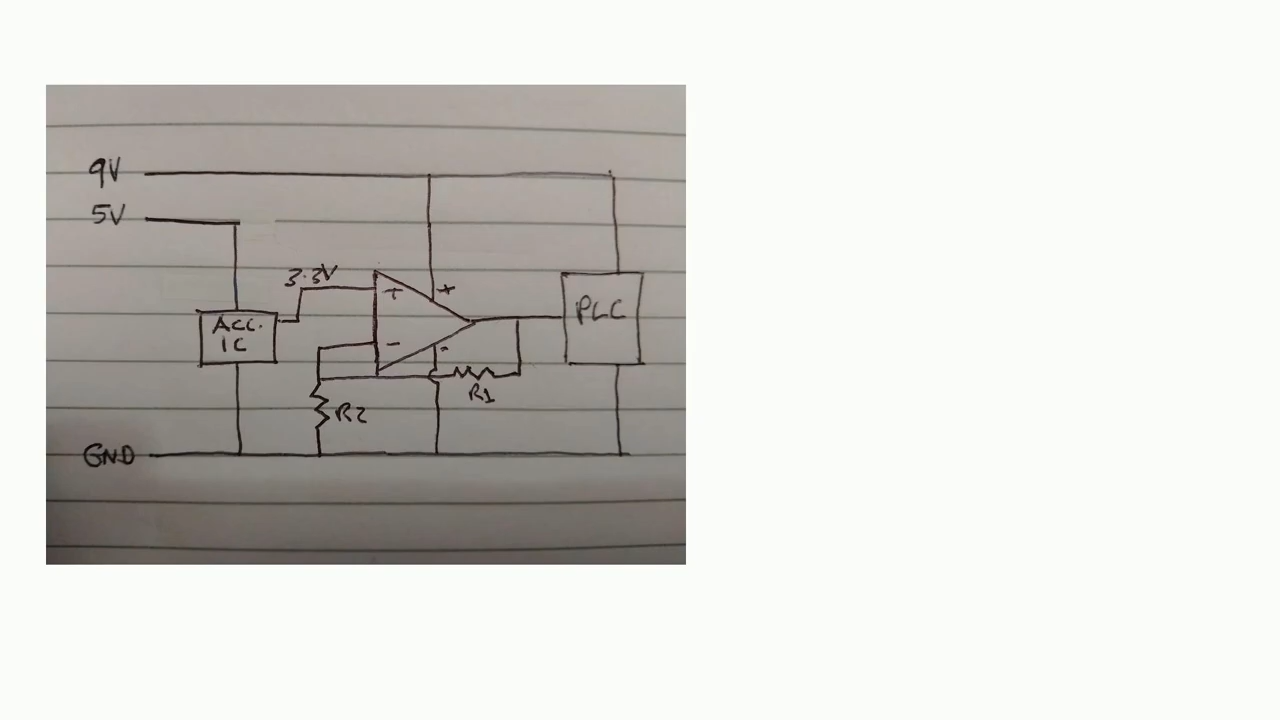 9V
5V
3.3V
+
+
ACC.
IC
PLC
-
-
R1
R2
GND